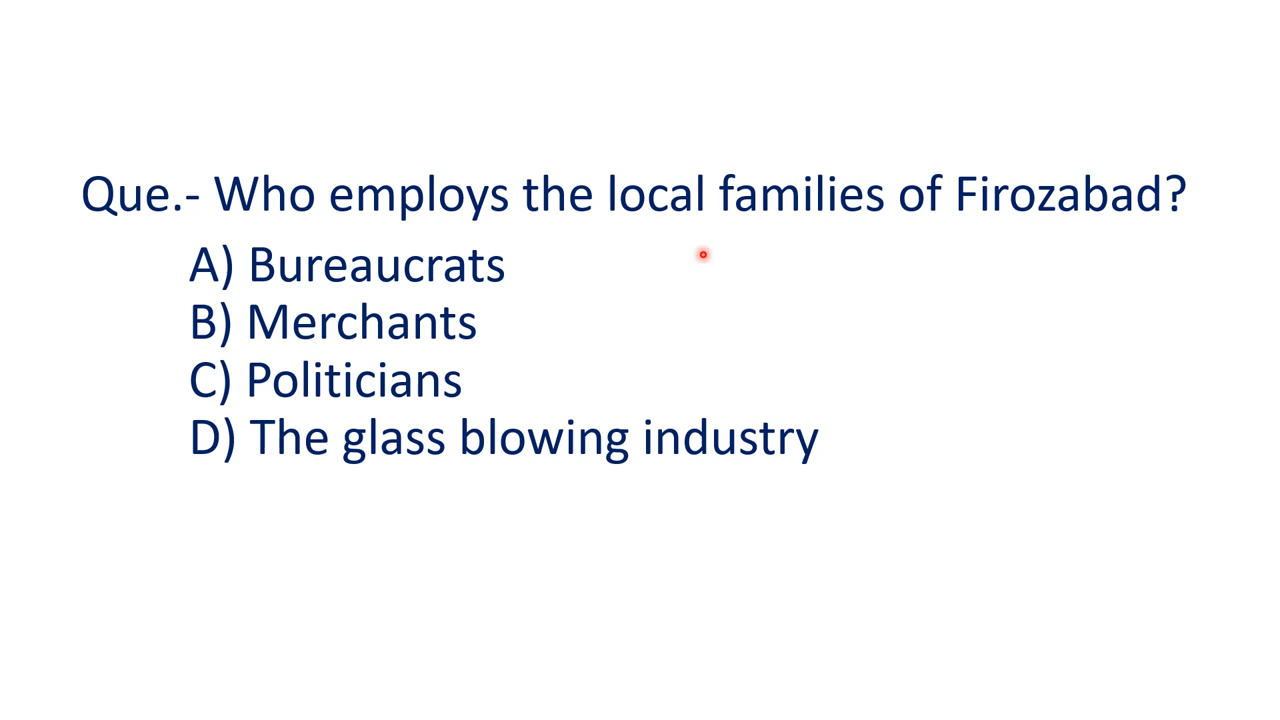 Que.- Who employs the local families of Firozabad?
A) Bureaucrats
B) Merchants
C) Politicians
D) The glass blowing industry